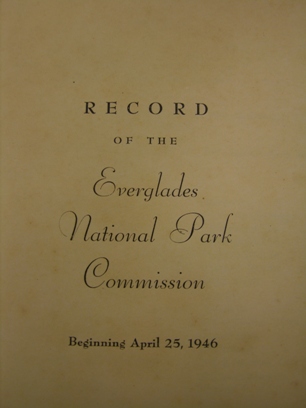 RECORD
OF THE
Everglades
National Park
Commission
Beginning April 25, 1946